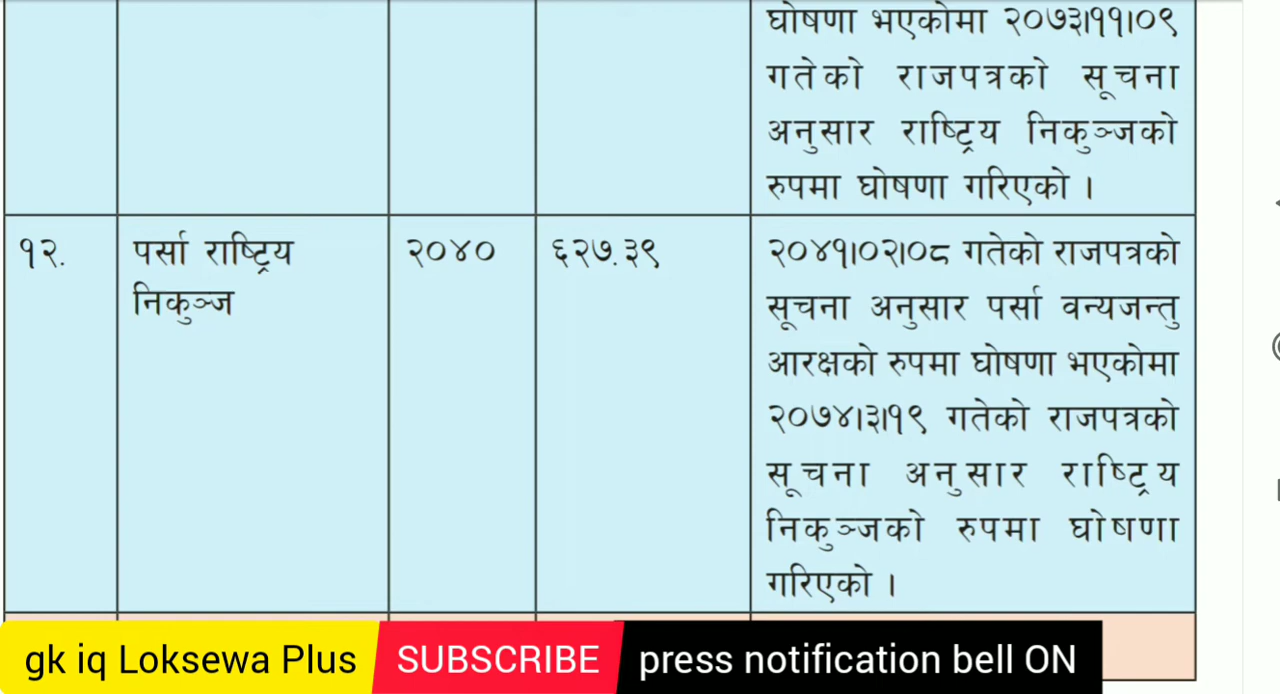 घोषणा भएकोमा २०७३।११।०९
गतेको राजपत्रको सूचना
अनुसार राष्ट्रिय निकुञ्जको
रुपमा घोषणा गरिएको ।
१२. पर्सा राष्ट्रिय २०४० ६२७.३९ २०४१।०२।०८ गतेको राजपत्रको
निकुञ्ज सूचना अनुसार पर्सा वन्यजन्तु
आरक्षको रुपमा घोषणा भएकोमा
२०७४।३।१९ गतेको राजपत्रको
सूचना अनुसार राष्ट्रिय
निकुञ्जको रुपमा घोषणा
गरिएको ।
gk iq Loksewa Plus SUBSCRIBE press notification bell ON